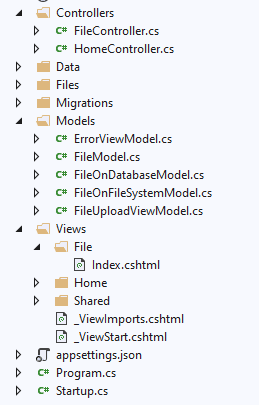 Controllers
C# FileController.cs
C# HomeController.cs
Data
Files
Migrations
Models
C# ErrorViewModel.cs
C# FileModel.cs
C# FileOnDatabaseModel.cs
C# FileOnFileSystemModel.cs
C# FileUploadViewModel.cs
Views
File
Index.cshtml
Home
Shared
_ViewImports.cshtml
_ViewStart.cshtml
appsettings.json
C# Program.cs
C# Startup.cs